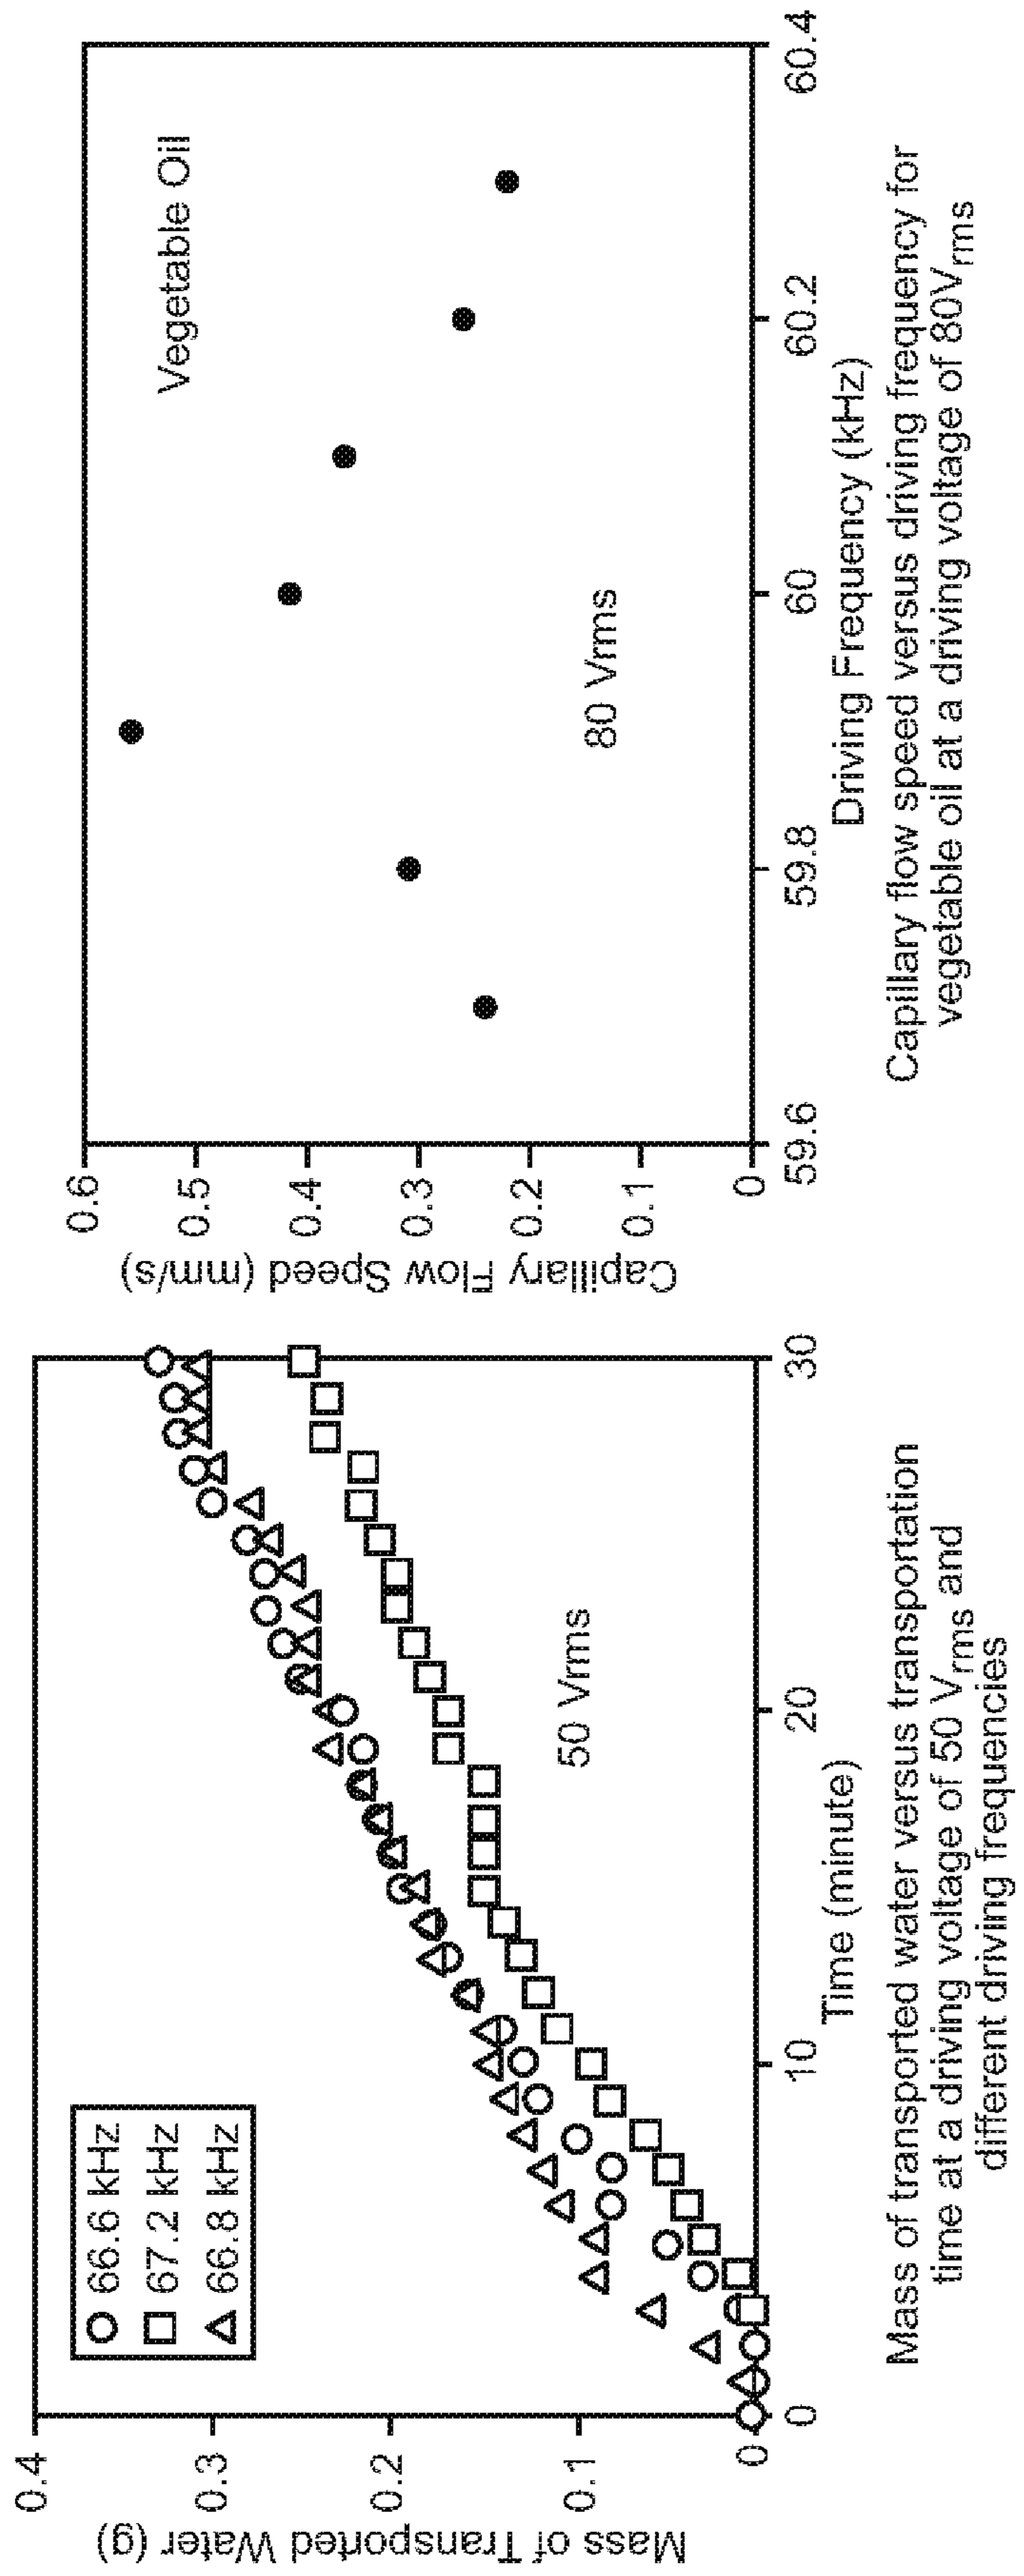 Mass of Transported Water (g)
0.4
0.3
0.2
0.1
0
66.6 kHz
67.2 kHz
66.8 kHz
50 Vrms
0
10
20
30
Time (minute)
Mass of transported water versus transportation
time at a driving voltage of 50 Vrms and
different driving frequencies
Capillary Flow Speed (mm/s)
0.6
0.5
0.4
0.3
0.2
0.1
0
Vegetable Oil
80 Vrms
59.6
59.8
60
60.2
60.4
Driving Frequency (kHz)
Capillary flow speed versus driving frequency for
vegetable oil at a driving voltage of 80Vrms